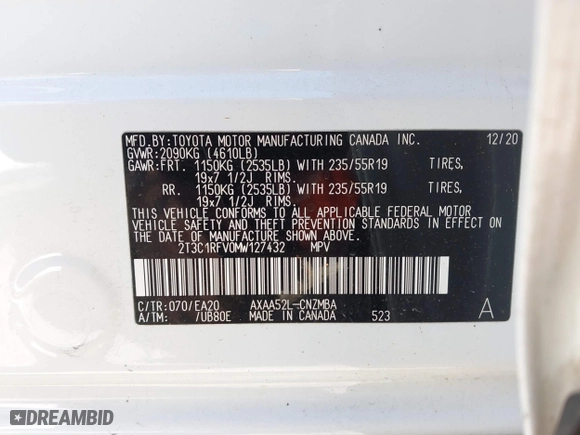 MFD.BY:TOYOTA MOTOR MANUFACTURING CANADA INC. 12/20
GVWR:2090KG (4610LB)
GAWR:FRT. 1150KG (2535LB) WITH 235/55R19 TIRES,
19x7 1/2J RIMS.
RR. 1150KG (2535LB) WITH 235/55R19 TIRES,
19x7 1/2J RIMS.
THIS VEHICLE CONFORMS TO ALL APPLICABLE FEDERAL MOTOR
VEHICLE SAFETY AND THEFT PREVENTION STANDARDS IN EFFECT
ON THE DATE OF MANUFACTURE SHOWN ABOVE.
2T3C1RFV0MW127432 MPV
C/TR:070/EA20 AXAA52L-CNZMBA A
A/TM: /UB80E MADE IN CANADA 523
DREAMBID